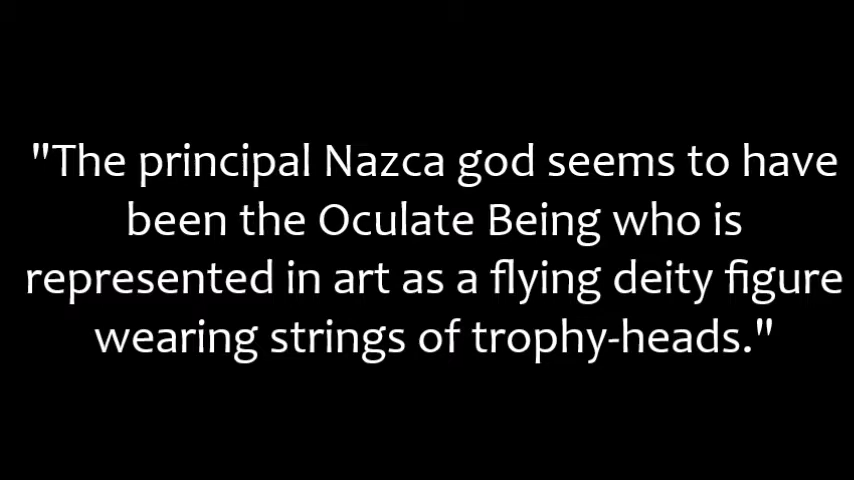 "The principal Nazca god seems to have
been the Oculate Being who is
represented in art as a flying deity figure
wearing strings of trophy-heads."